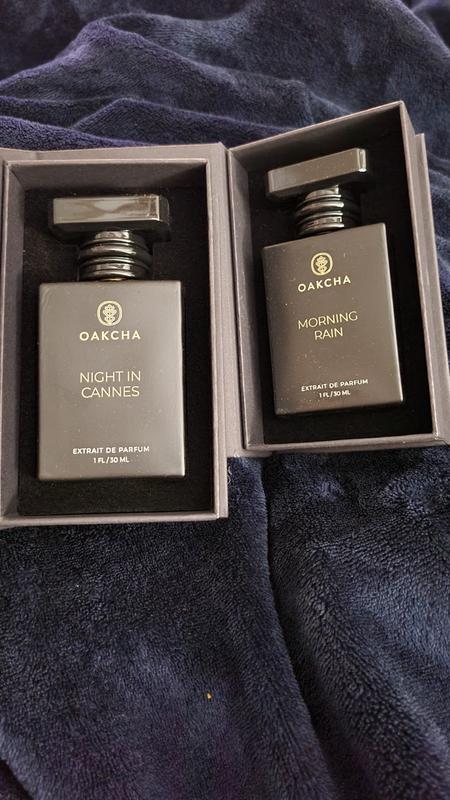 OAKCHA
NIGHT IN
CANNES
EXTRAIT DE PARFUM
1 FL / 30 ML
OAKCHA
MORNING
RAIN
EXTRAIT DE PARFUM
1 FL / 30 ML